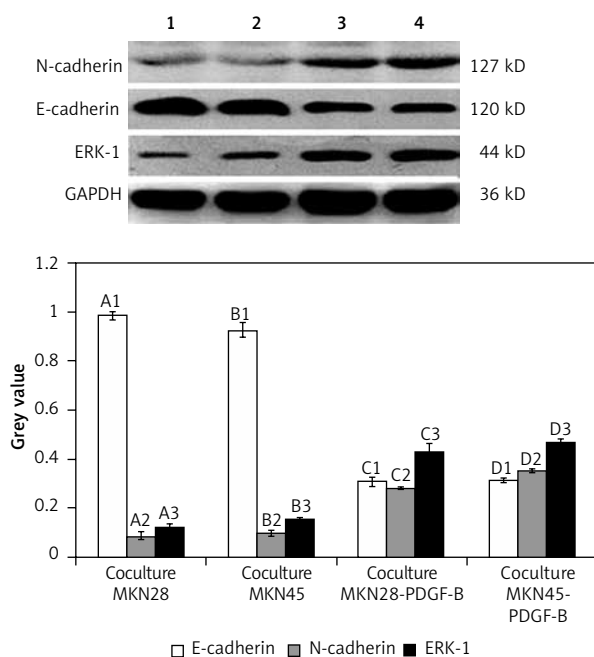 1 2 3 4
N-cadherin 127 kD
E-cadherin 120 kD
ERK-1 44 kD
GAPDH 36 kD
1.2
1
0.8
0.6
0.4
0.2
0
Grey value
A1
A2
A3
B1
B2
B3
C1
C2
C3
D1
D2
D3
Coculture
MKN28
Coculture
MKN45
Coculture
MKN28-PDGF-B
Coculture
MKN45-
PDGF-B
E-cadherin N-cadherin ERK-1